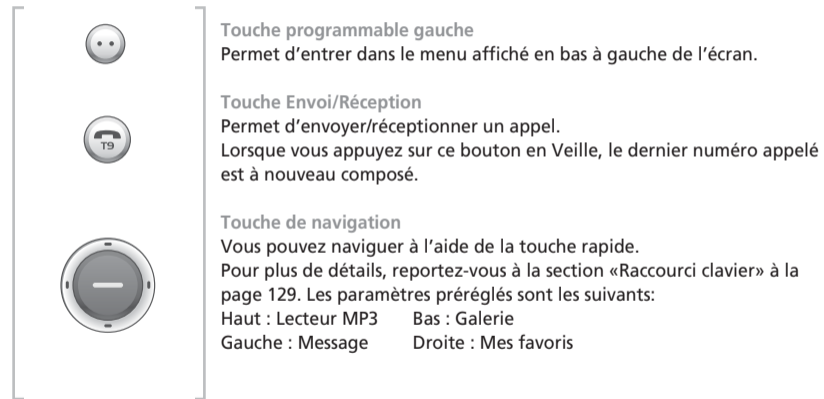 Touche programmable gauche
Permet d'entrer dans le menu affiché en bas à gauche de l'écran.
T9
Touche Envoi/Réception
Permet d'envoyer/réceptionner un appel.
Lorsque vous appuyez sur ce bouton en Veille, le dernier numéro appelé
est à nouveau composé.
Touche de navigation
Vous pouvez naviguer à l'aide de la touche rapide.
Pour plus de détails, reportez-vous à la section «Raccourci clavier» à la
page 129. Les paramètres préréglés sont les suivants:
Haut : Lecteur MP3 Bas : Galerie
Gauche : Message Droite : Mes favoris